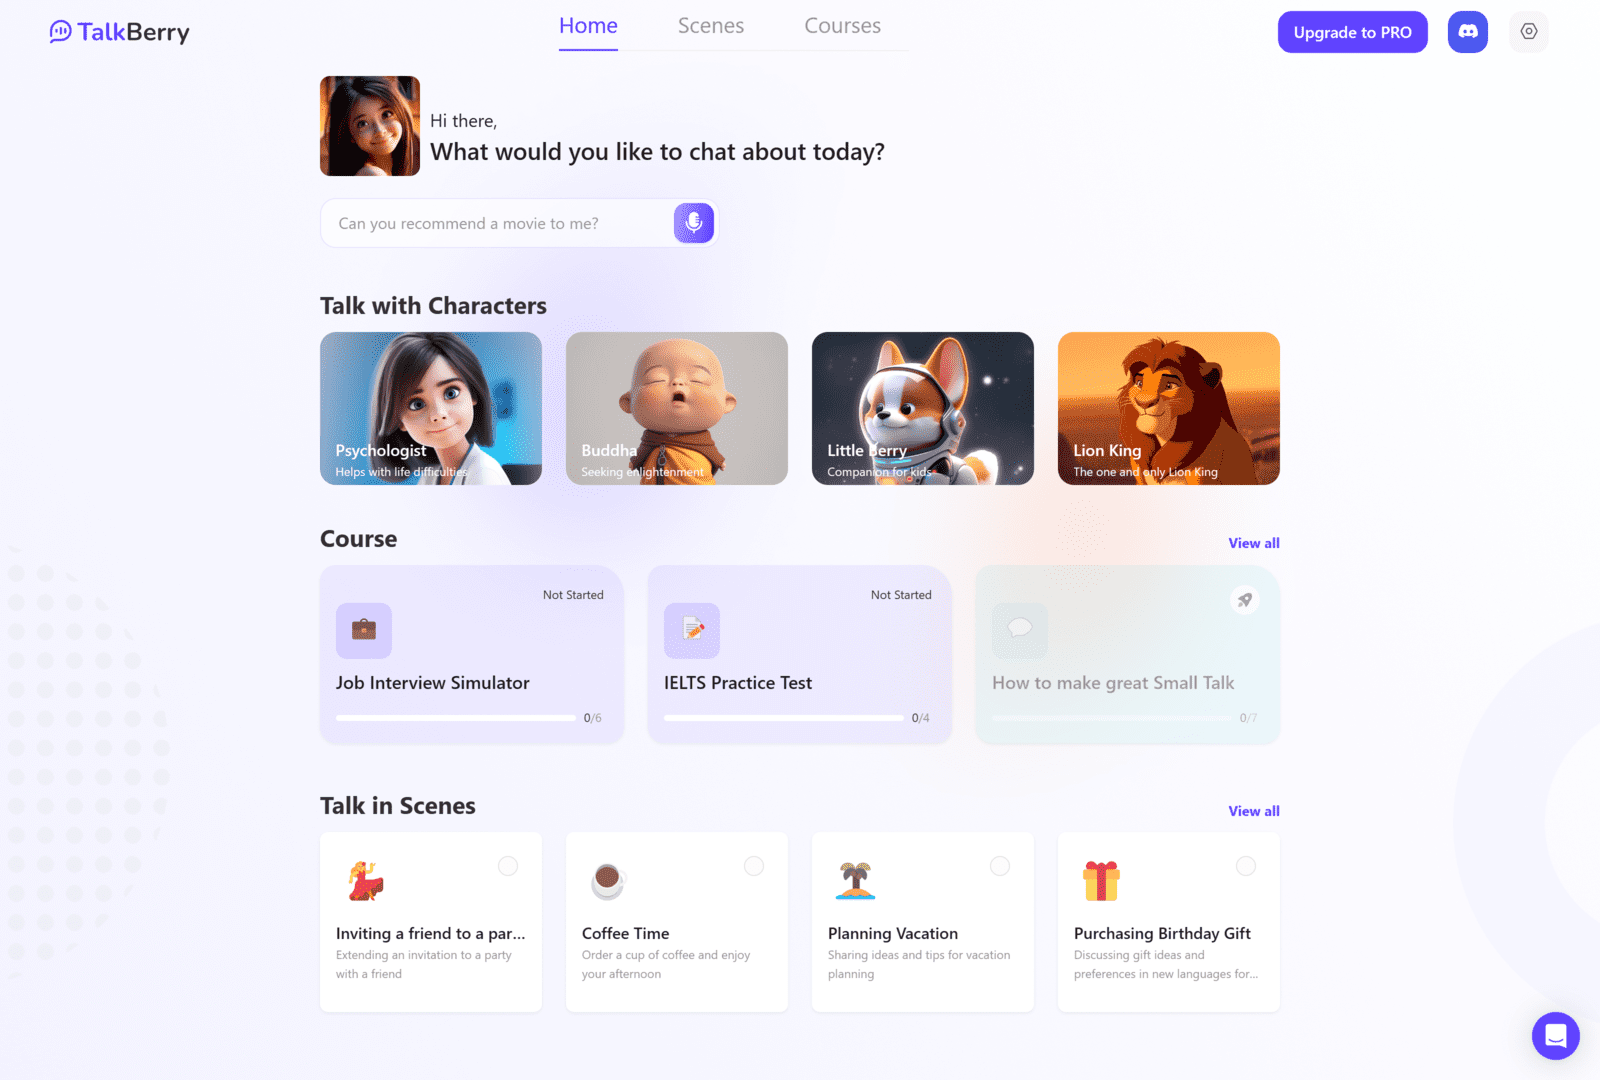 TalkBerry
Home
Scenes
Courses
Upgrade to PRO
Hi there,
What would you like to chat about today?
Can you recommend a movie to me?
Talk with Characters
Psychologist
Helps with life difficulties
Buddha
Seeking enlightenment
Little Berry
Companion for kids
Lion King
The one and only Lion King
Course
View all
Not Started
Job Interview Simulator
0/6
Not Started
IELTS Practice Test
0/4
How to make great Small Talk
0/7
Talk in Scenes
View all
Inviting a friend to a par...
Extending an invitation to a party
with a friend
Coffee Time
Order a cup of coffee and enjoy
your afternoon
Planning Vacation
Sharing ideas and tips for vacation
planning
Purchasing Birthday Gift
Discussing gift ideas and
preferences in new languages for...